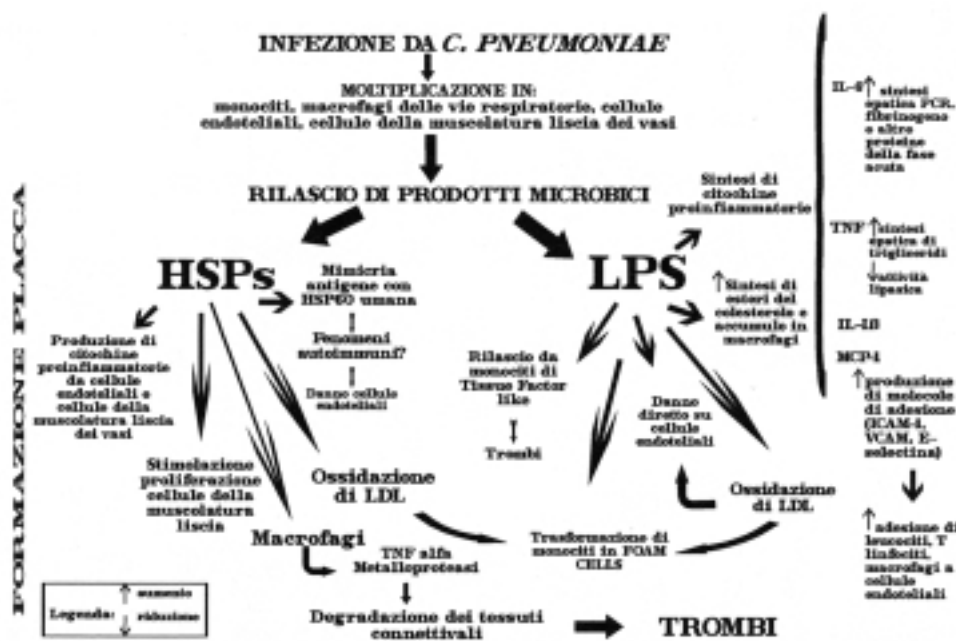 INFEZIONE DA C. PNEUMONIAE
MOLTIPLICAZIONE IN:
monociti, macrofagi delle vie respiratorie, cellule
endoteliali, cellule della muscolatura liscia dei vasi
RILASCIO DI PRODOTTI MICROBICI
FORMAZIONE PLACCA
HSPs
Produzione di
citochine
proinfiammatorie
da cellule
endoteliali e
cellule della
muscolatura liscia
dei vasi
Mimicria
antigene con
HSP60 umana
Fenomeni
autoimmuni?
Danno cellule
endoteliali
Stimolazione
proliferazione
cellule della
muscolatura
liscia
Ossidazione
di LDL
Macrofagi
TNF alfa
Metalloproteasi
Degradazione dei tessuti
connettivali
TROMBI
LPS
Sintesi di
citochine
proinfiammatorie
↑Sintesi di
esteri del
colesterolo e
accumulo in
macrofagi
Rilascio da
monociti di
Tissue Factor
like
Trombi
Danno
diretto su
cellule
endoteliali
Ossidazione
di LDL
Trasformazione di
monociti in FOAM
CELLS
↑ sintesi
epatica PCR,
fibrinogeno
e altre
proteine
della fase
acuta
TNF ↑sintesi
epatica di
trigliceridi
↓attività
lipasica
IL-1ß
MCP-1
↑produzione
di molecole
di adesione
(ICAM-1,
VCAM, E-
selectina)
↑adesione di
leucociti, T
linfociti,
macrofagi a
cellule
endoteliali
Legenda:
↑ aumento
↓ riduzione